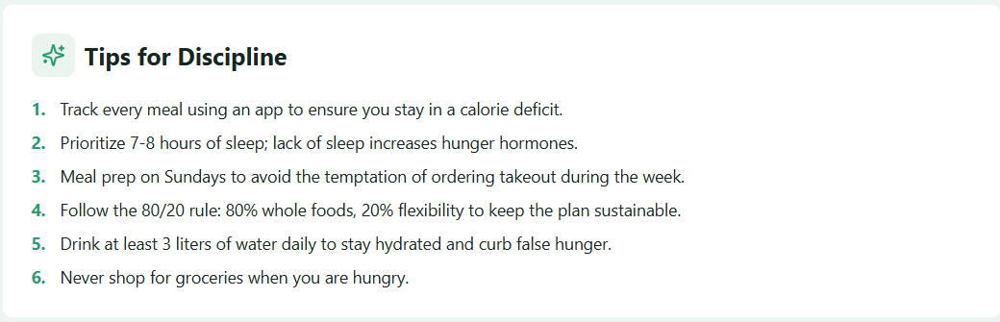 Tips for Discipline
1. Track every meal using an app to ensure you stay in a calorie deficit.
2. Prioritize 7-8 hours of sleep; lack of sleep increases hunger hormones.
3. Meal prep on Sundays to avoid the temptation of ordering takeout during the week.
4. Follow the 80/20 rule: 80% whole foods, 20% flexibility to keep the plan sustainable.
5. Drink at least 3 liters of water daily to stay hydrated and curb false hunger.
6. Never shop for groceries when you are hungry.